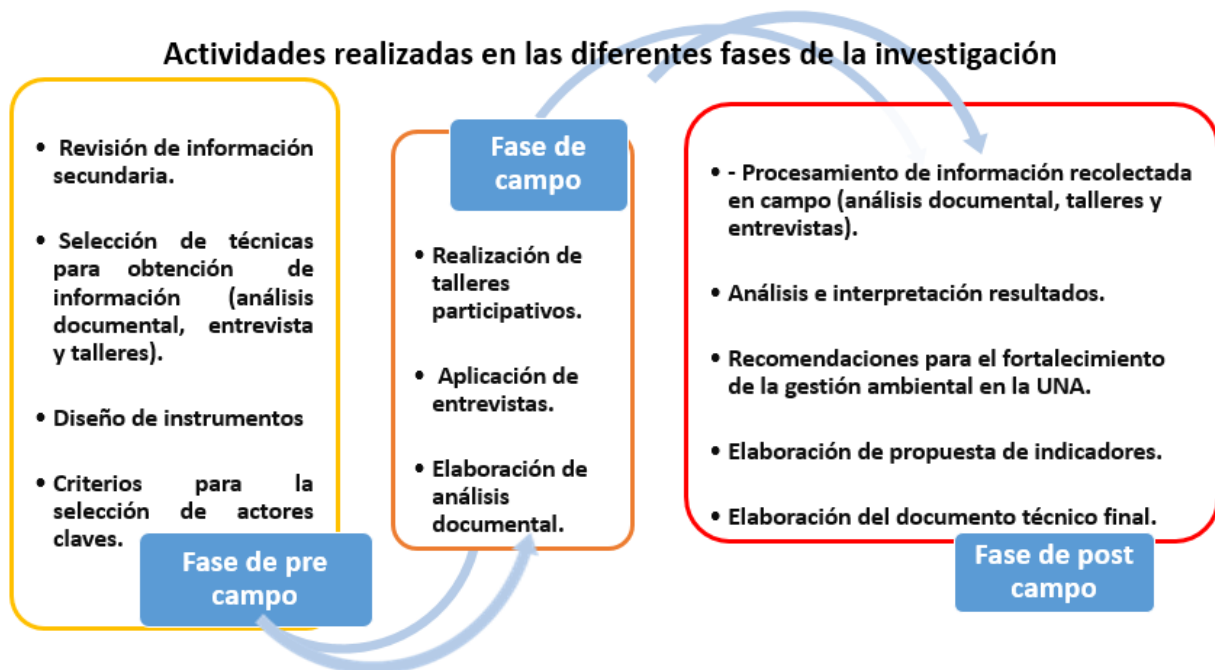 Actividades realizadas en las diferentes fases de la investigación
• Revisión de información
secundaria.
• Selección de técnicas
para obtención de
información (análisis
documental, entrevista
y talleres).
• Diseño de instrumentos
• Criterios para la
selección de actores
claves.
Fase de pre
campo
Fase de
campo
• Realización de
talleres
participativos.
• Aplicación de
entrevistas.
• Elaboración de
análisis
documental.
• - Procesamiento de información recolectada
en campo (análisis documental, talleres y
entrevistas).
• Análisis e interpretación resultados.
• Recomendaciones para el fortalecimiento
de la gestión ambiental en la UNA.
• Elaboración de propuesta de indicadores.
• Elaboración del documento técnico final.
Fase de post
campo